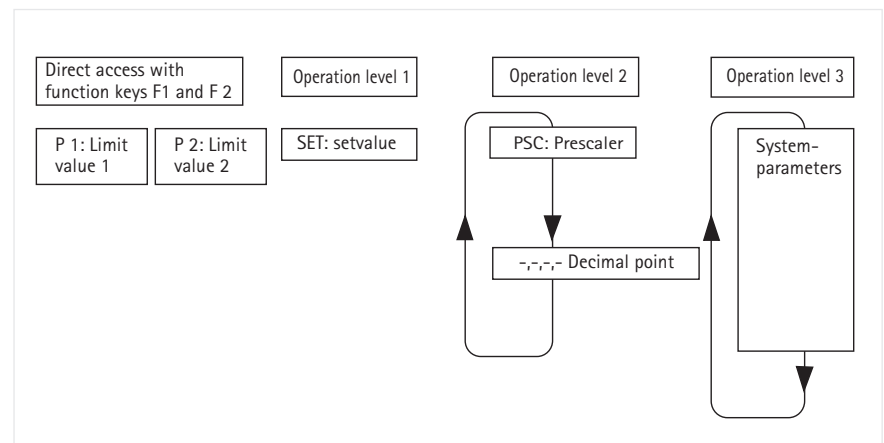 Direct access with
function keys F1 and F 2
Operation level 1
Operation level 2
Operation level 3
P 1: Limit
value 1
P 2: Limit
value 2
SET: setvalue
PSC: Prescaler
-,-,-,- Decimal point
System-
parameters